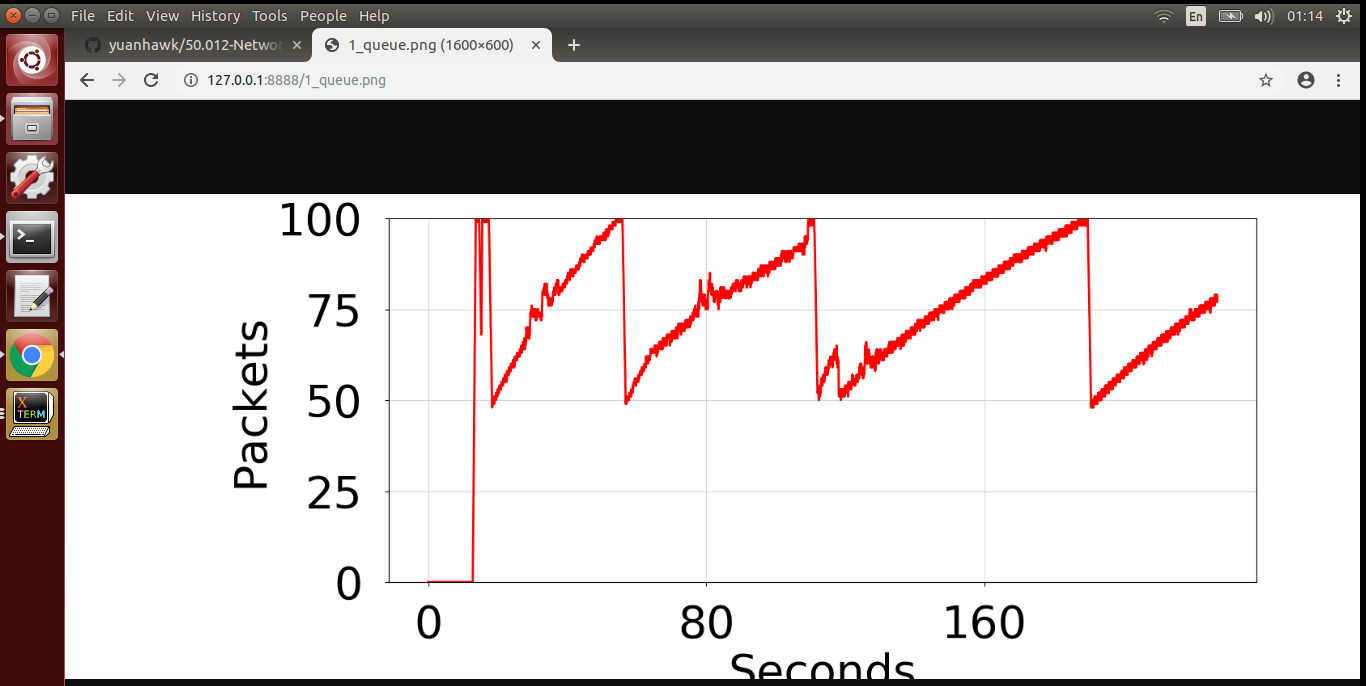 File Edit View History Tools People Help
En
01:14
yuanhawk/50.012-Netwo
1_queue.png (1600×600)
127.0.0.1:8888/1_queue.png
100
75
50
25
0
Packets
0 80 160
Seconds
>_
X
TERM